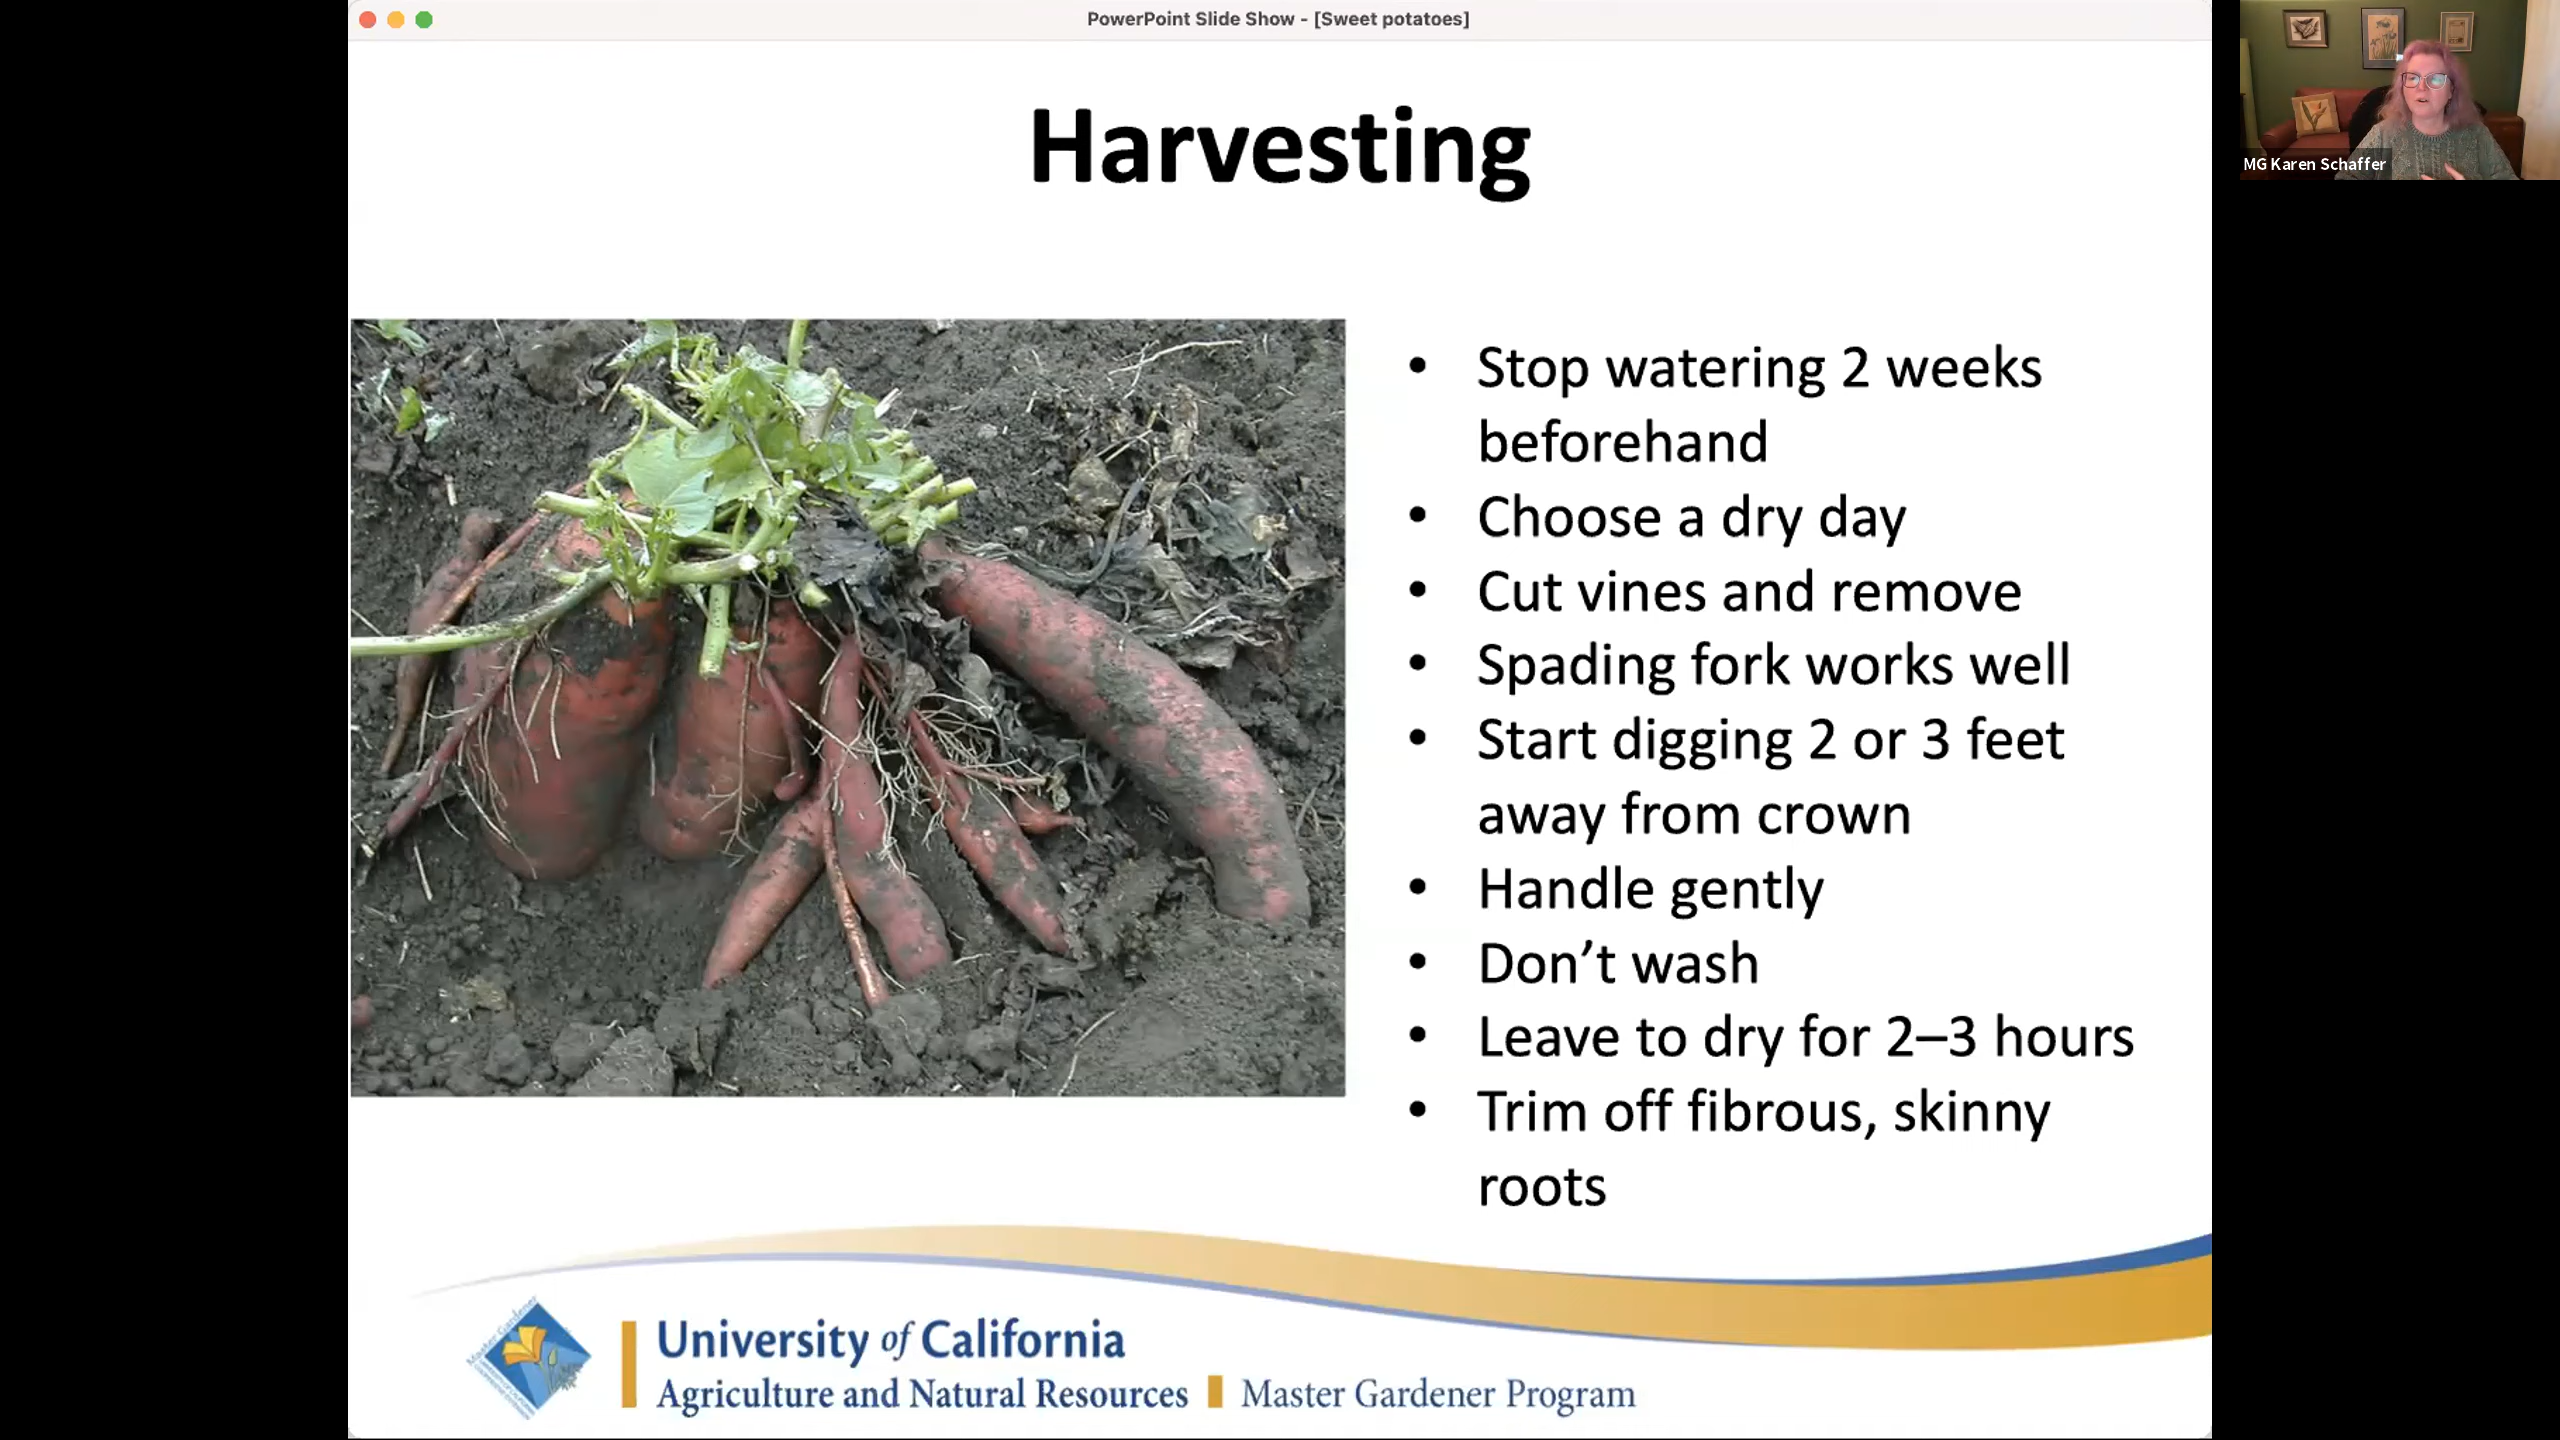 PowerPoint Slide Show - [Sweet potatoes]
MG Karen Schaffer
Harvesting
• Stop watering 2 weeks
beforehand
• Choose a dry day
• Cut vines and remove
• Spading fork works well
• Start digging 2 or 3 feet
away from crown
• Handle gently
• Don’t wash
• Leave to dry for 2–3 hours
• Trim off fibrous, skinny
roots
Master Gardener
University of California
Agriculture and Natural Resources
Master Gardener Program